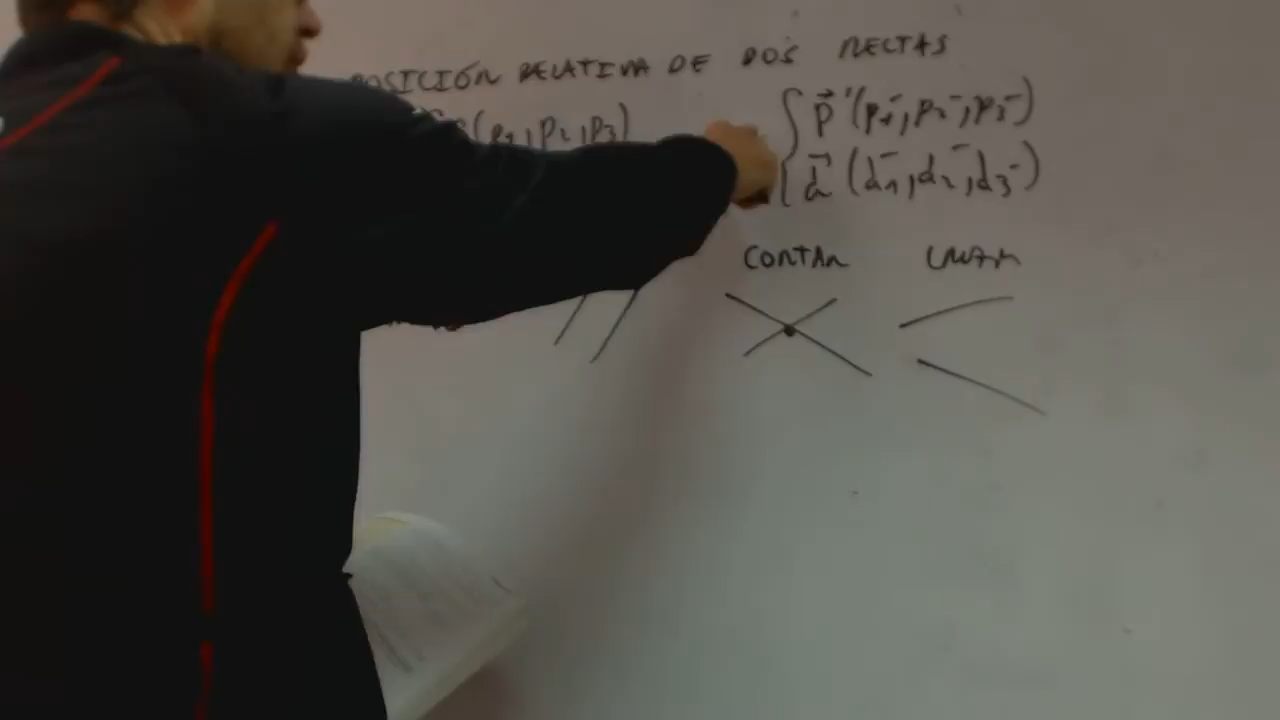 POSICIÓN RELATIVA DE DOS RECTAS
(p1, p2, p3)
p⃗'(p1', p2', p3')
d⃗ (d1', d2', d3')
CORTAN CRUZAN